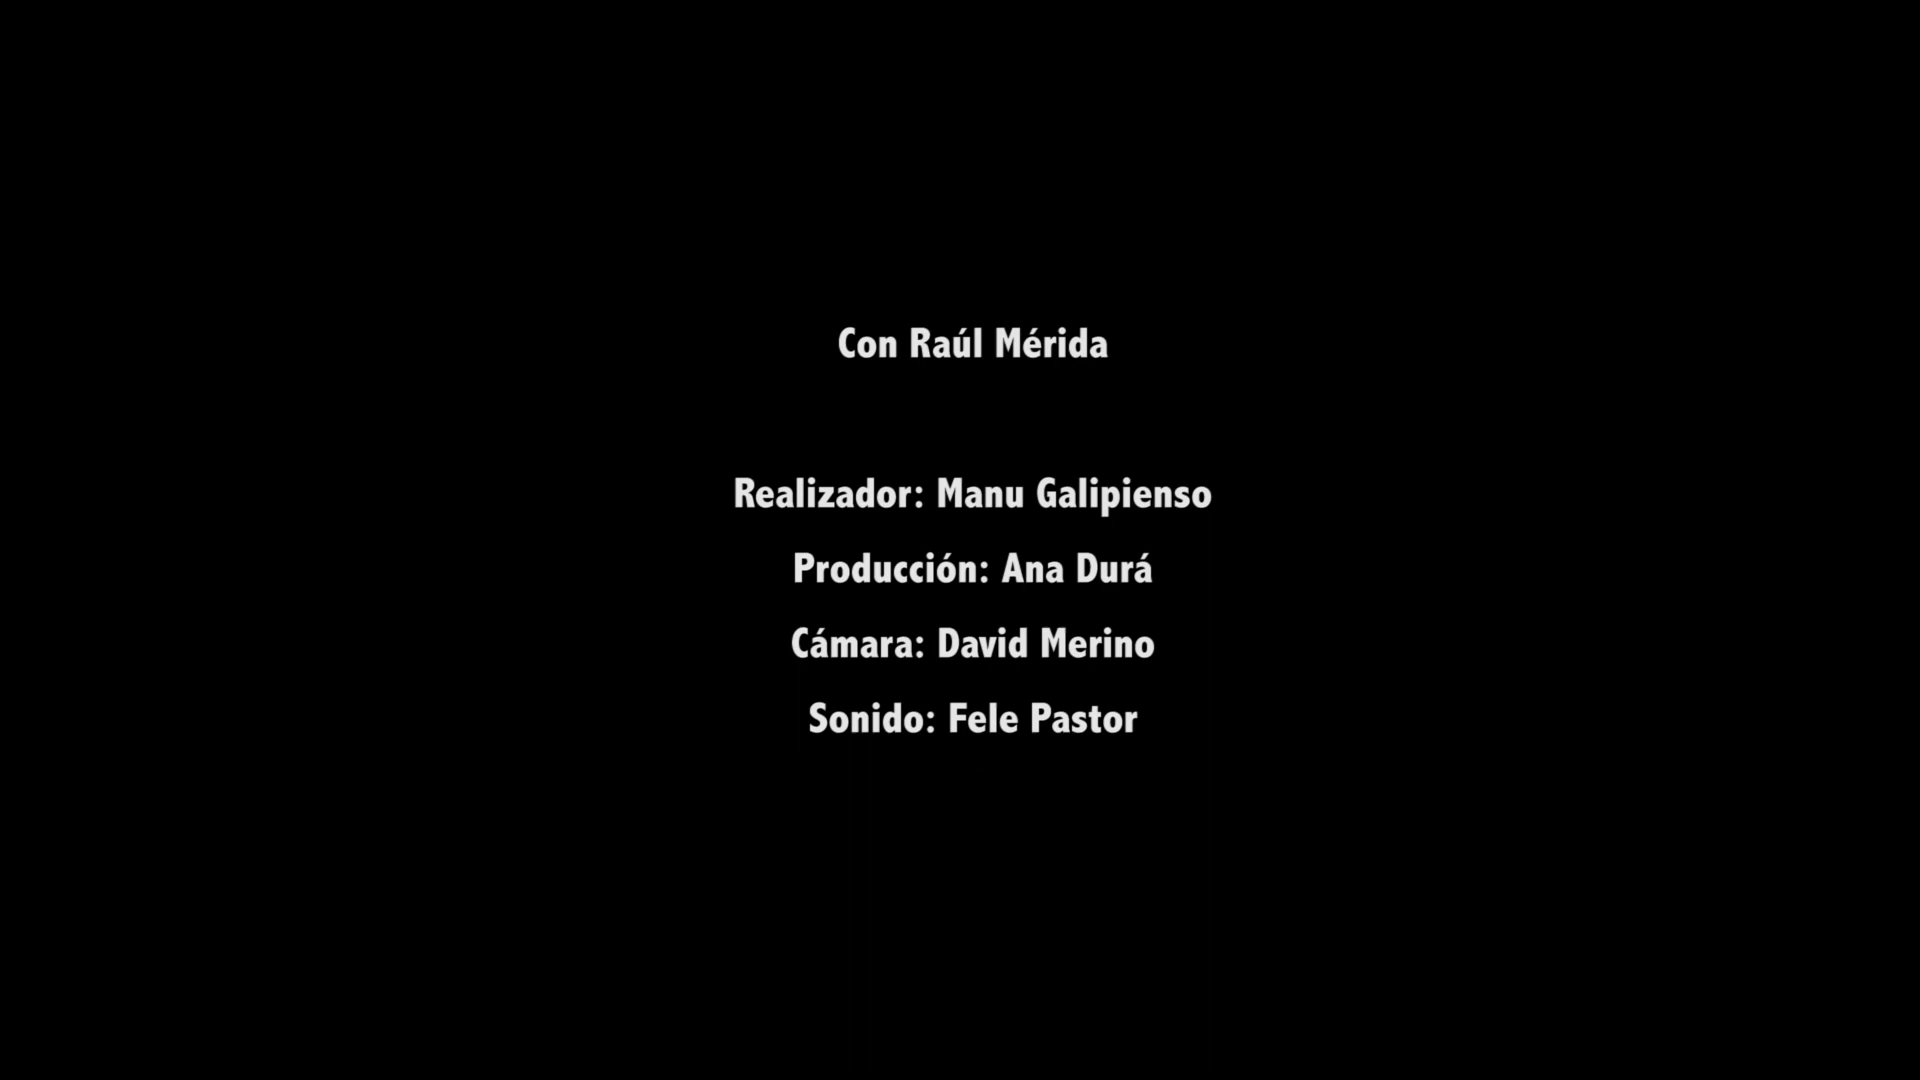 Con Raúl Mérida
Realizador: Manu Galipienso
Producción: Ana Durá
Cámara: David Merino
Sonido: Fele Pastor